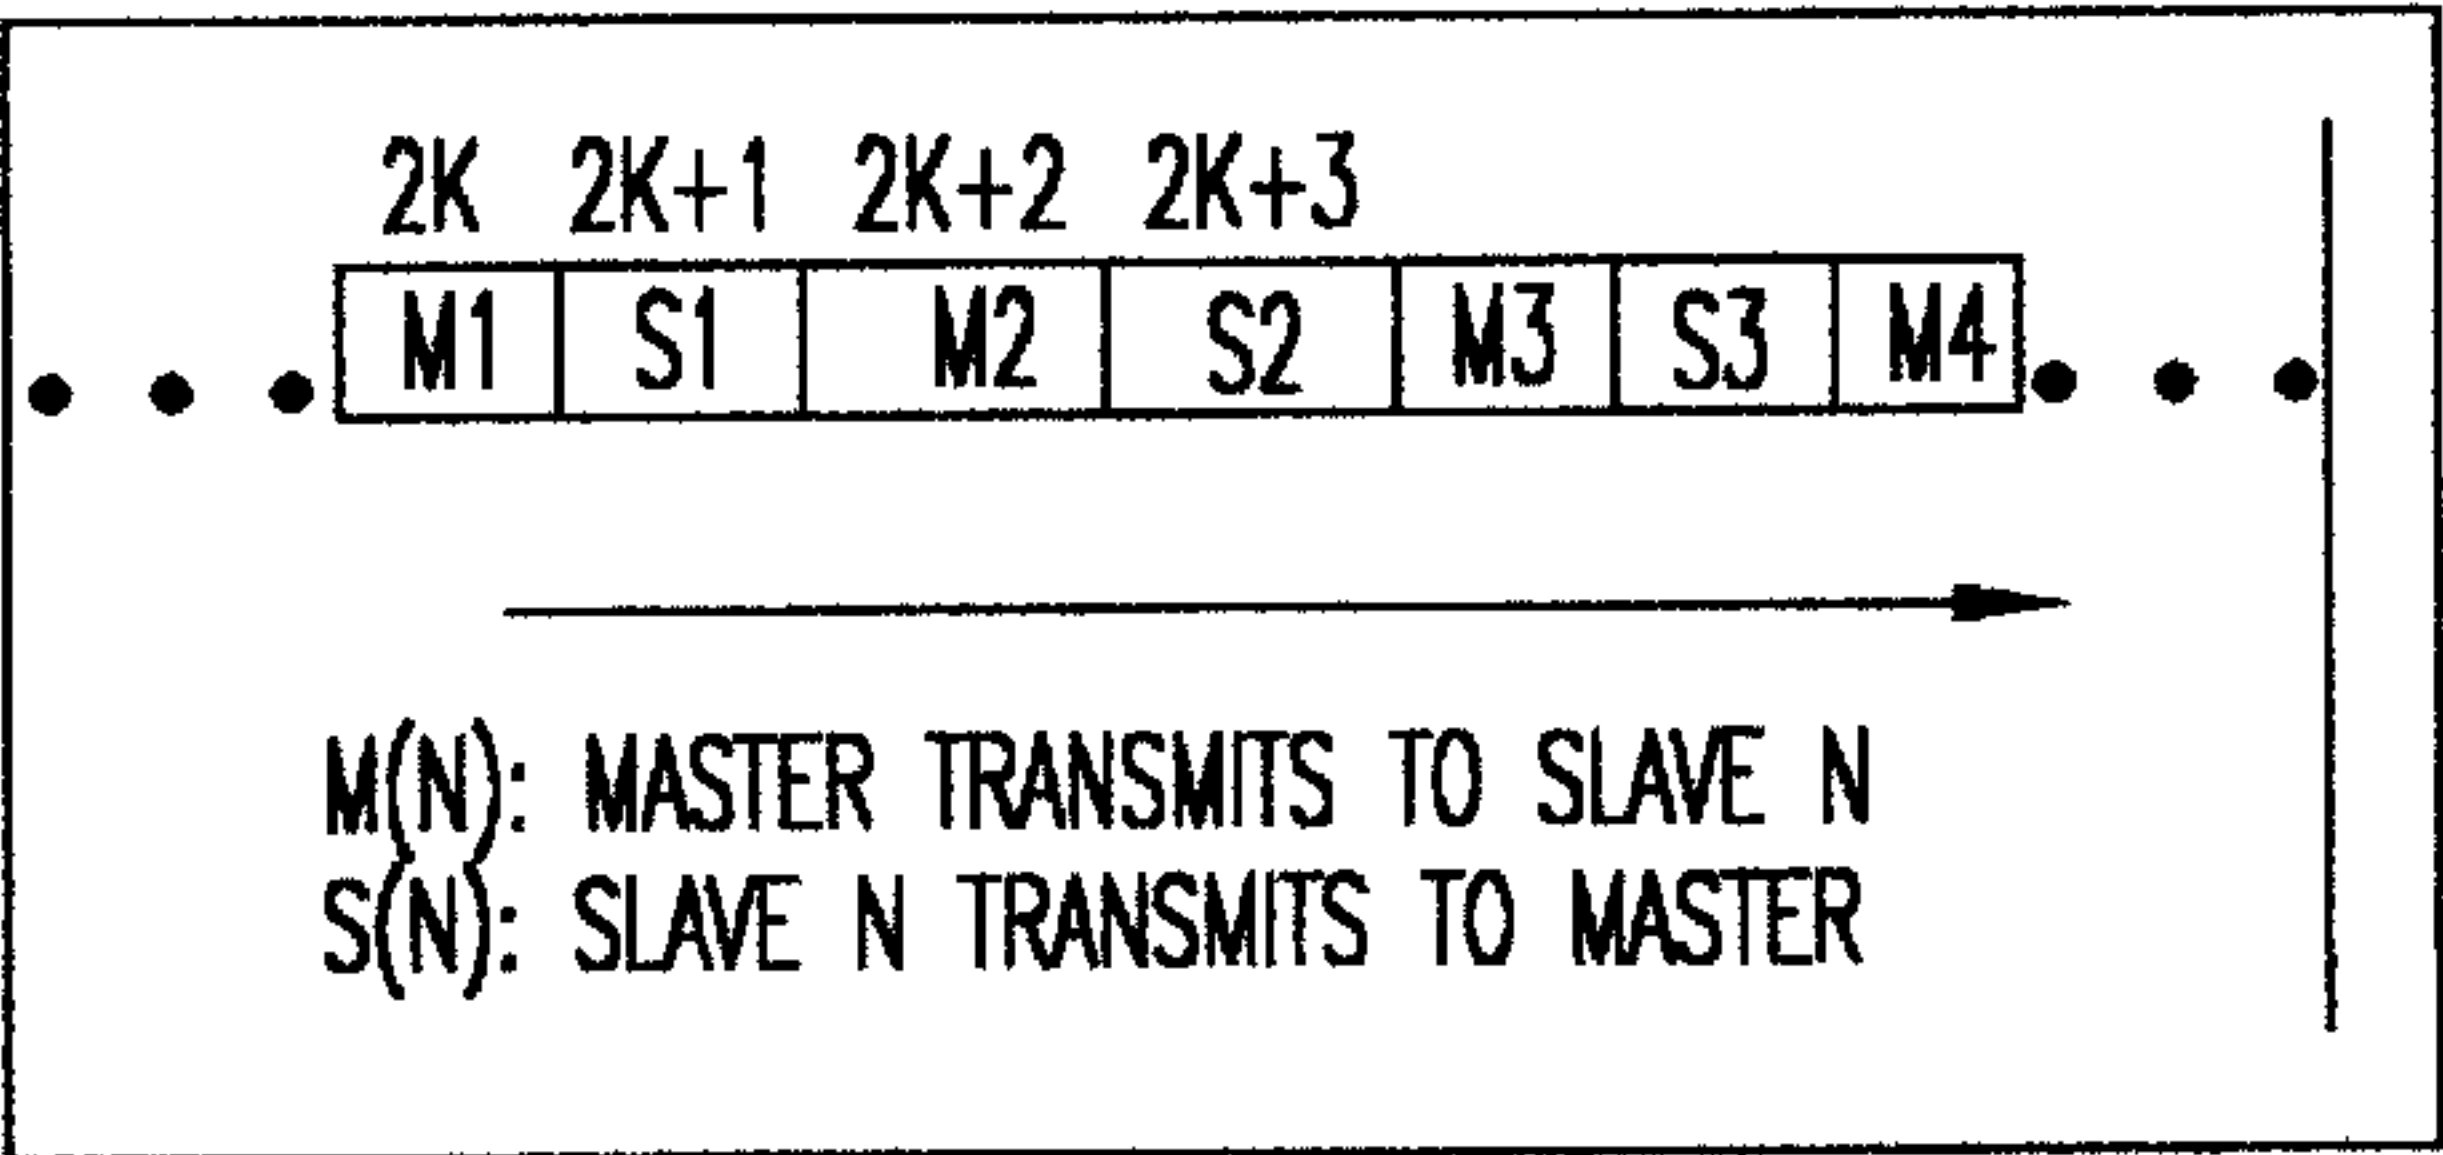 2K 2K+1 2K+2 2K+3
M1 S1 M2 S2 M3 S3 M4
M(N): MASTER TRANSMITS TO SLAVE N
S(N): SLAVE N TRANSMITS TO MASTER